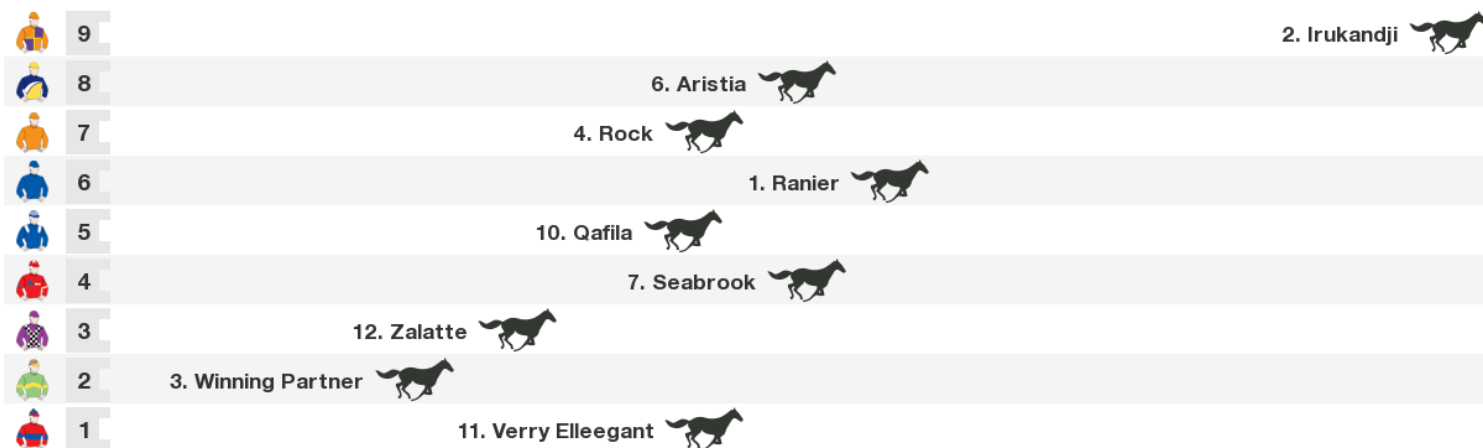 9 2. Irukandji
8 6. Aristia
7 4. Rock
6 1. Ranier
5 10. Qafila
4 7. Seabrook
3 12. Zalatte
2 3. Winning Partner
1 11. Verry Elleegant